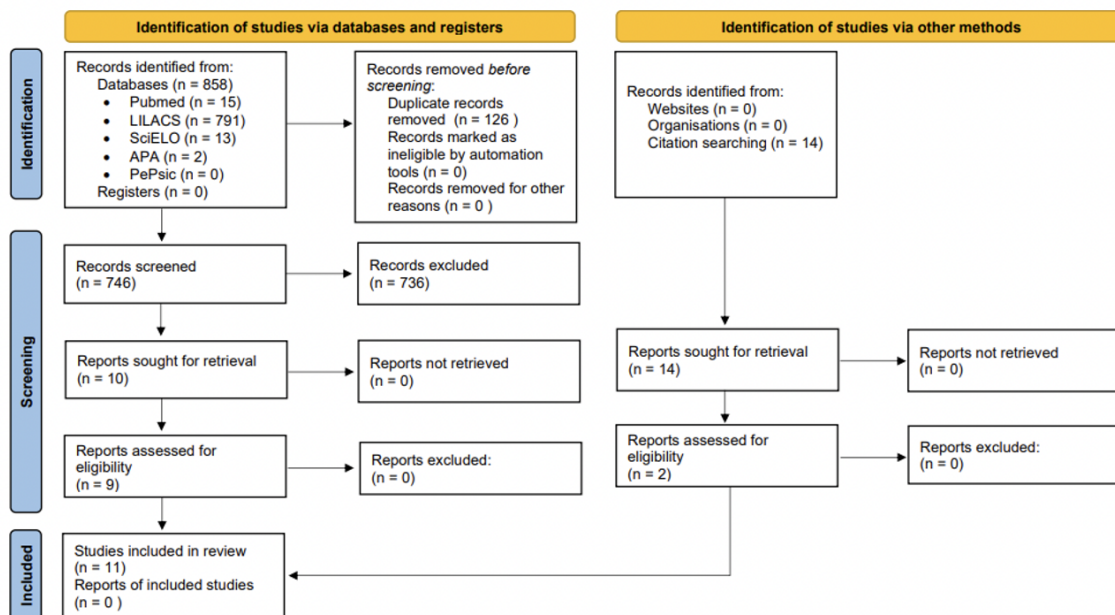 Identification of studies via databases and registers
Identification of studies via other methods
Identification
Records identified from:
Databases (n = 858)
• Pubmed (n = 15)
• LILACS (n = 791)
• SciELO (n = 13)
• APA (n = 2)
• PePsic (n = 0)
Registers (n = 0)
Records removed before
screening:
Duplicate records
removed (n = 126 )
Records marked as
ineligible by automation
tools (n = 0)
Records removed for other
reasons (n = 0 )
Records identified from:
Websites (n = 0)
Organisations (n = 0)
Citation searching (n = 14)
Screening
Records screened
(n = 746)
Records excluded
(n = 736)
Reports sought for retrieval
(n = 10)
Reports not retrieved
(n = 0)
Reports sought for retrieval
(n = 14)
Reports not retrieved
(n = 0)
Reports assessed for
eligibility
(n = 9)
Reports excluded:
(n = 0)
Reports assessed for
eligibility
(n = 2)
Reports excluded:
(n = 0)
Included
Studies included in review
(n = 11)
Reports of included studies
(n = 0 )